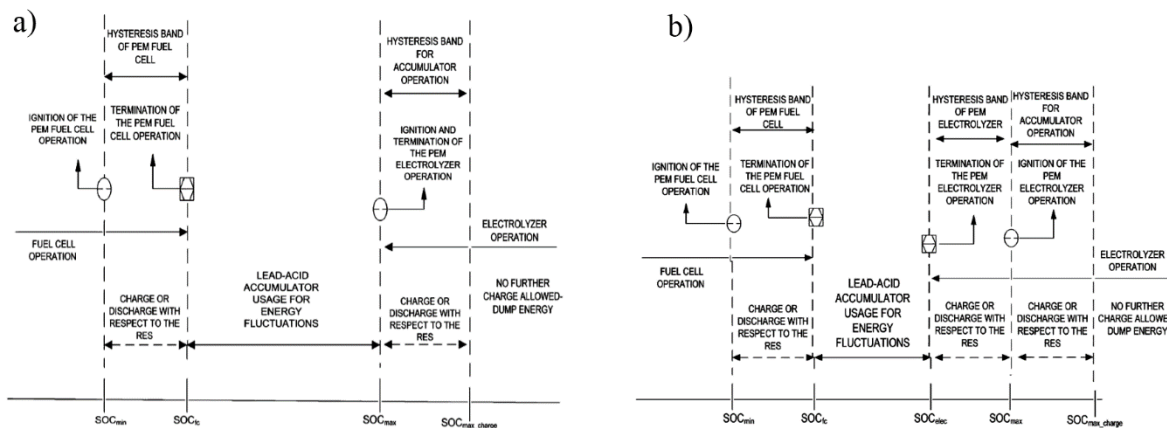 a)
HYSTERESIS BAND
OF PEM FUEL
CELL
HYSTERESIS BAND
FOR
ACCUMULATOR
OPERATION
IGNITION OF THE
PEM FUEL CELL
OPERATION
TERMINATION OF
THE PEM FUEL
CELL OPERATION
IGNITION AND
TERMINATION OF
THE PEM
ELECTROLYZER
OPERATION
FUEL CELL
OPERATION
ELECTROLYZER
OPERATION
CHARGE OR
DISCHARGE WITH
RESPECT TO THE
RES
LEAD-ACID
ACCUMULATOR
USAGE FOR
ENERGY
FLUCTUATIONS
CHARGE OR
DISCHARGE WITH
RESPECT TO THE
RES
NO FURTHER
CHARGE ALLOWED-
DUMP ENERGY
SOCmin
SOCfc
SOCmax
SOCmax_charge
b)
HYSTERESIS BAND
OF PEM FUEL
CELL
HYSTERESIS BAND
OF PEM
ELECTROLYZER
HYSTERESIS BAND
FOR
ACCUMULATOR
OPERATION
IGNITION OF THE
PEM FUEL CELL
OPERATION
TERMINATION OF
THE PEM FUEL
CELL OPERATION
TERMINATION OF
THE PEM
ELECTROLYZER
OPERATION
IGNITION OF THE
PEM
ELECTROLYZER
OPERATION
FUEL CELL
OPERATION
ELECTROLYZER
OPERATION
CHARGE OR
DISCHARGE WITH
RESPECT TO THE
RES
LEAD-ACID
ACCUMULATOR
USAGE FOR
ENERGY
FLUCTUATIONS
CHARGE OR
DISCHARGE WITH
RESPECT TO THE
RES
CHARGE OR
DISCHARGE WITH
RESPECT TO THE
RES
NO FURTHER
CHARGE ALLOWED
DUMP ENERGY
SOCmin
SOCfc
SOCelec
SOCmax
SOCmax_charge